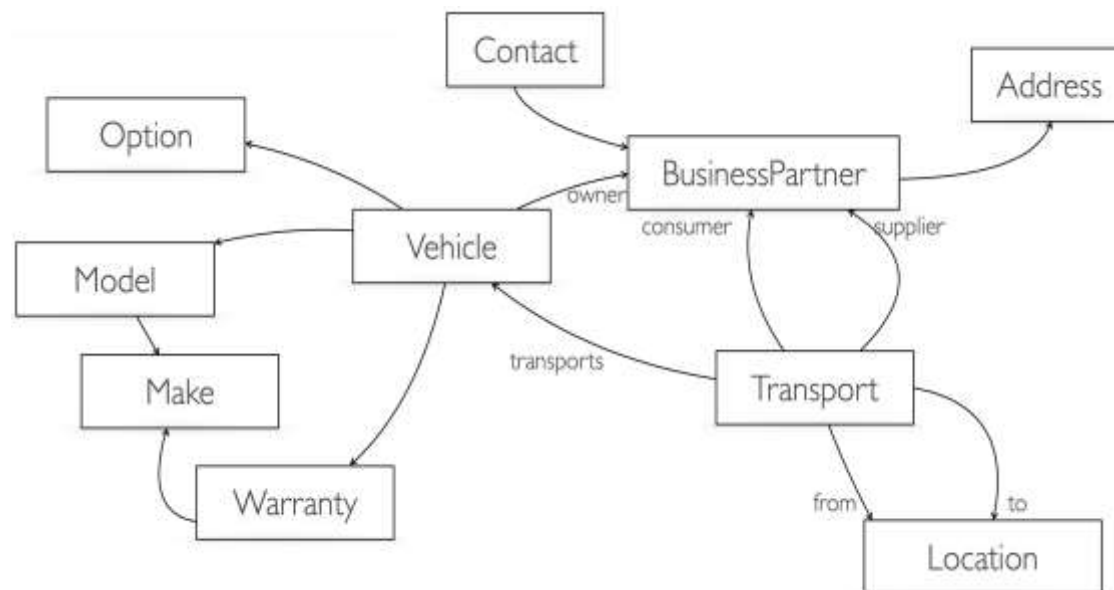 Contact
Address
Option
BusinessPartner
owner
consumer
supplier
Vehicle
Model
transports
Transport
Make
Warranty
from
to
Location